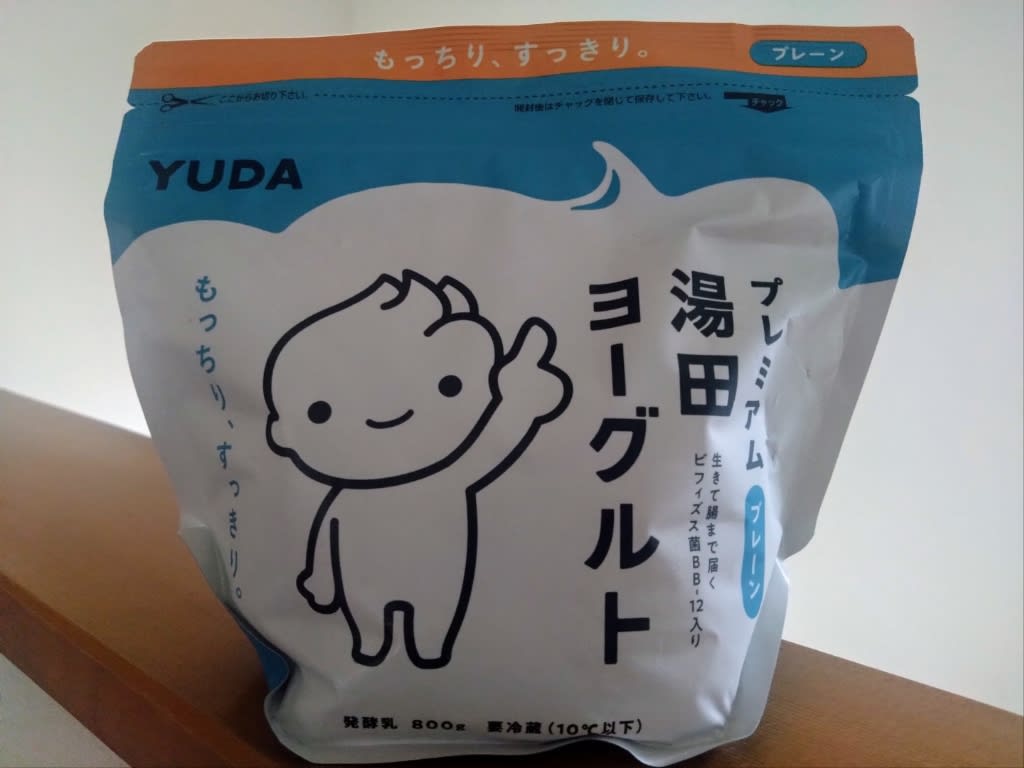 もっちり、すっきり。
プレーン
ここからお切り下さい。
開封後はチャックを閉じて保存して下さい。
チャック
YUDA
プレミアム
プレーン
湯田
ヨーグルト
生きて腸まで届く
ビフィズス菌BB-12入り
もっちり、すっきり。
発酵乳 800g 要冷蔵(10℃以下)